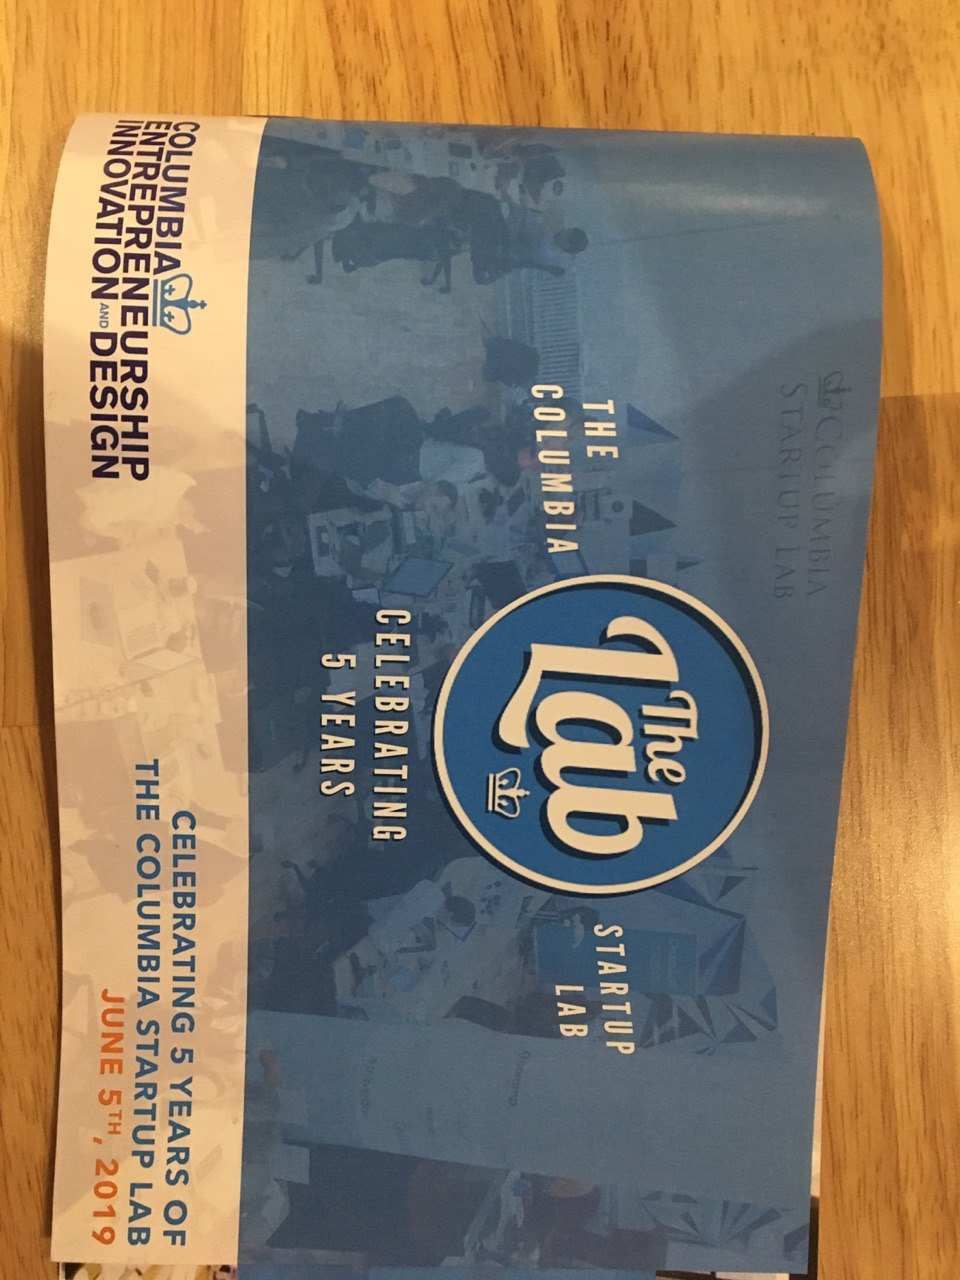 COLUMBIA
STARTUP LAB
THE
COLUMBIA
The
Lab
STARTUP
LAB
CELEBRATING
5 YEARS
COLUMBIA
ENTREPRENEURSHIP
INNOVATION AND DESIGN
CELEBRATING 5 YEARS OF
THE COLUMBIA STARTUP LAB
JUNE 5TH, 2019